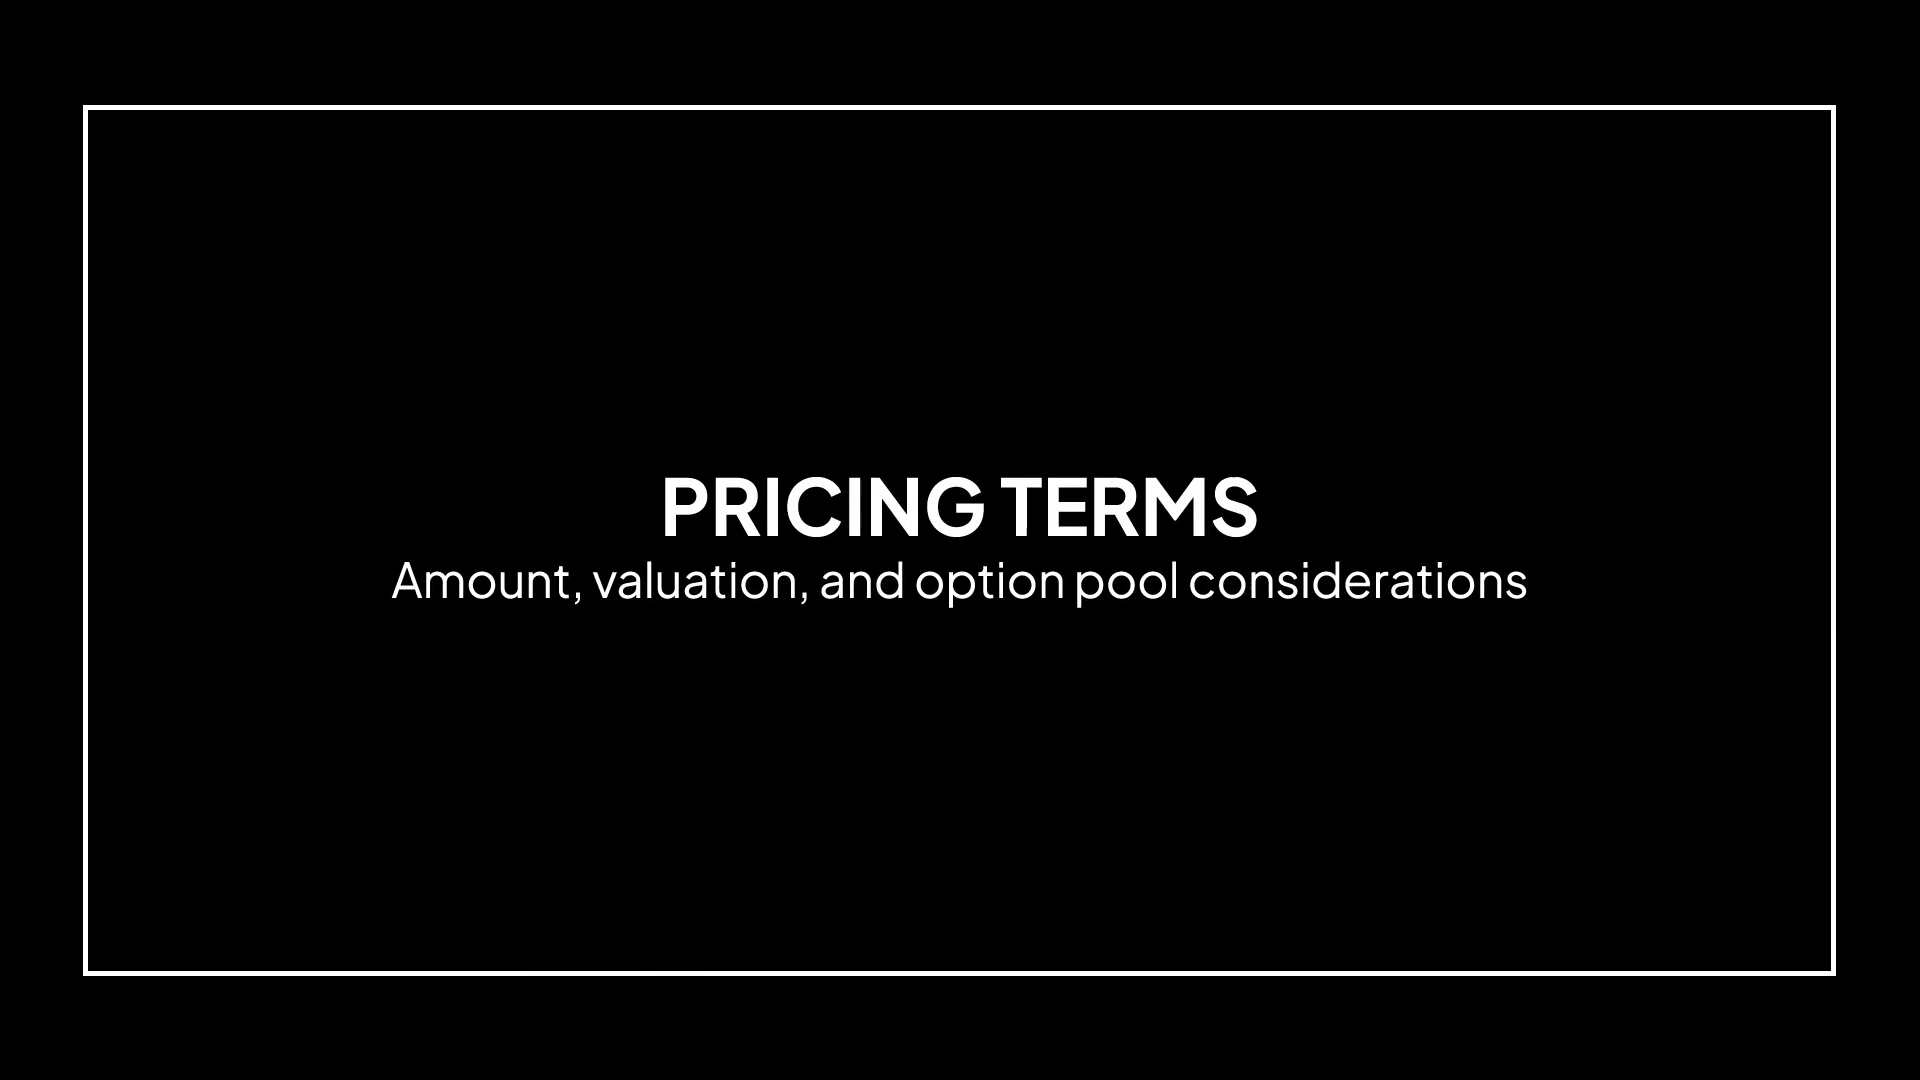 PRICING TERMS
Amount, valuation, and option pool considerations